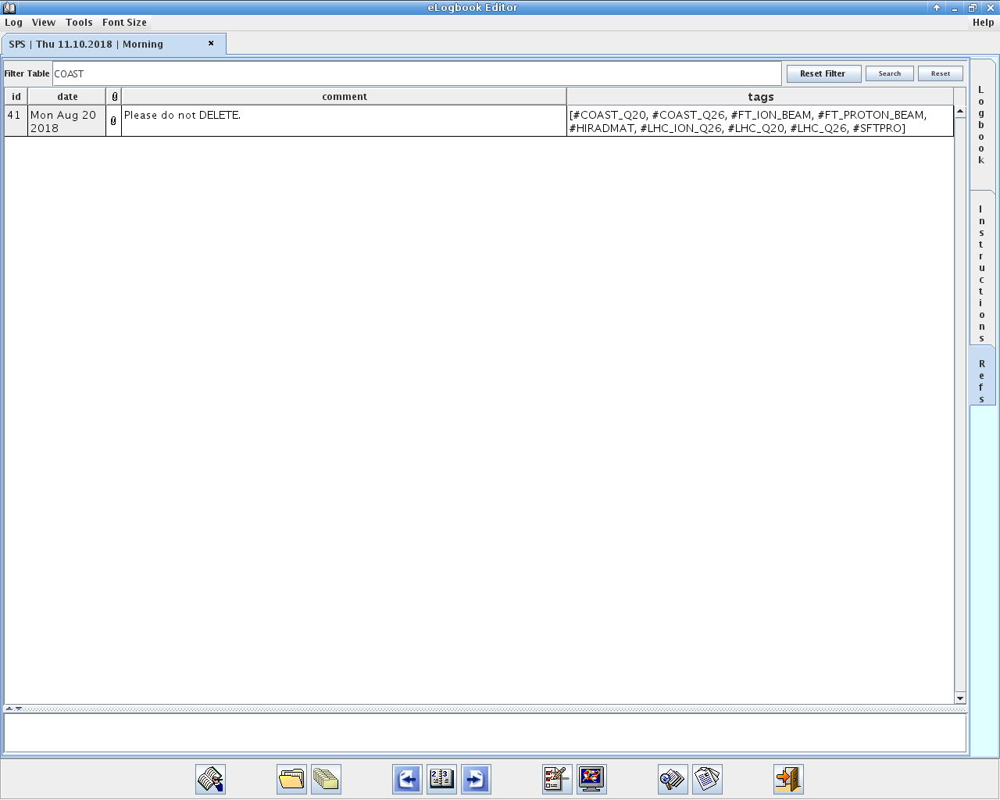 eLogbook Editor
Log View Tools Font Size Help
SPS | Thu 11.10.2018 | Morning
Filter Table COAST Reset Filter Search Reset
id date comment tags
41 Mon Aug 20 2018 Please do not DELETE. [#COAST_Q20, #COAST_Q26, #FT_ION_BEAM, #FT_PROTON_BEAM,
#HIRADMAT, #LHC_ION_Q26, #LHC_Q20, #LHC_Q26, #SFTPRO]
Logbook
Instructions
Refs
2 3